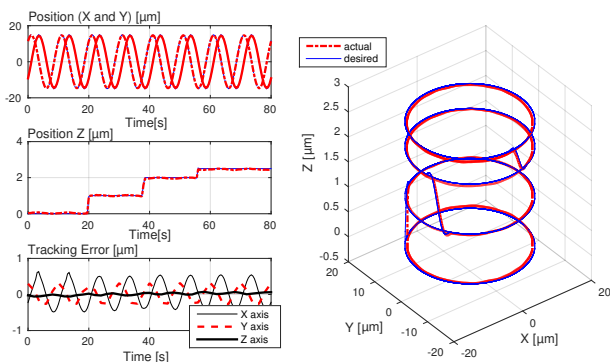 Position (X and Y) [µm]
20
0
-20
0
20
40
60
80
Time[s]
Position Z [µm]
4
2
0
0
20
40
60
80
Time[s]
Tracking Error [µm]
1
0
-1
0
20
40
60
80
Time [s]
X axis
Y axis
Z axis
actual
desired
3
2.5
2
1.5
1
0.5
0
-0.5
Z [µm]
20
10
0
-10
-20
Y [µm]
-20
0
20
X [µm]